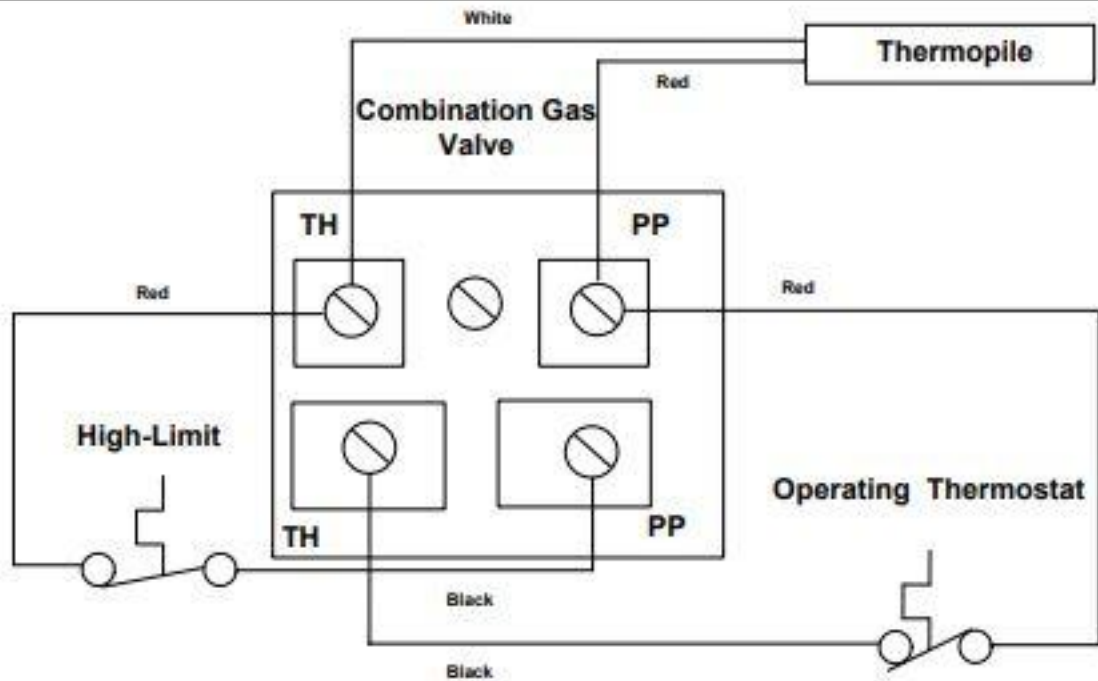 White
Thermopile
Red
Combination Gas
Valve
TH
PP
Red
Red
High-Limit
Operating Thermostat
TH
PP
Black
Black